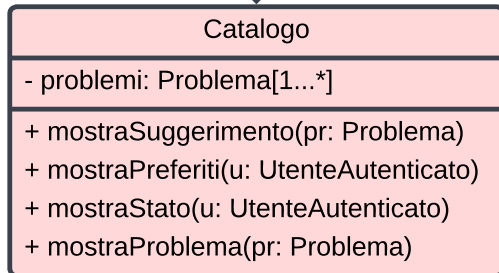 Catalogo
- problemi: Problema[1...*]
+ mostraSuggerimento(pr: Problema)
+ mostraPreferiti(u: UtenteAutenticato)
+ mostraStato(u: UtenteAutenticato)
+ mostraProblema(pr: Problema)